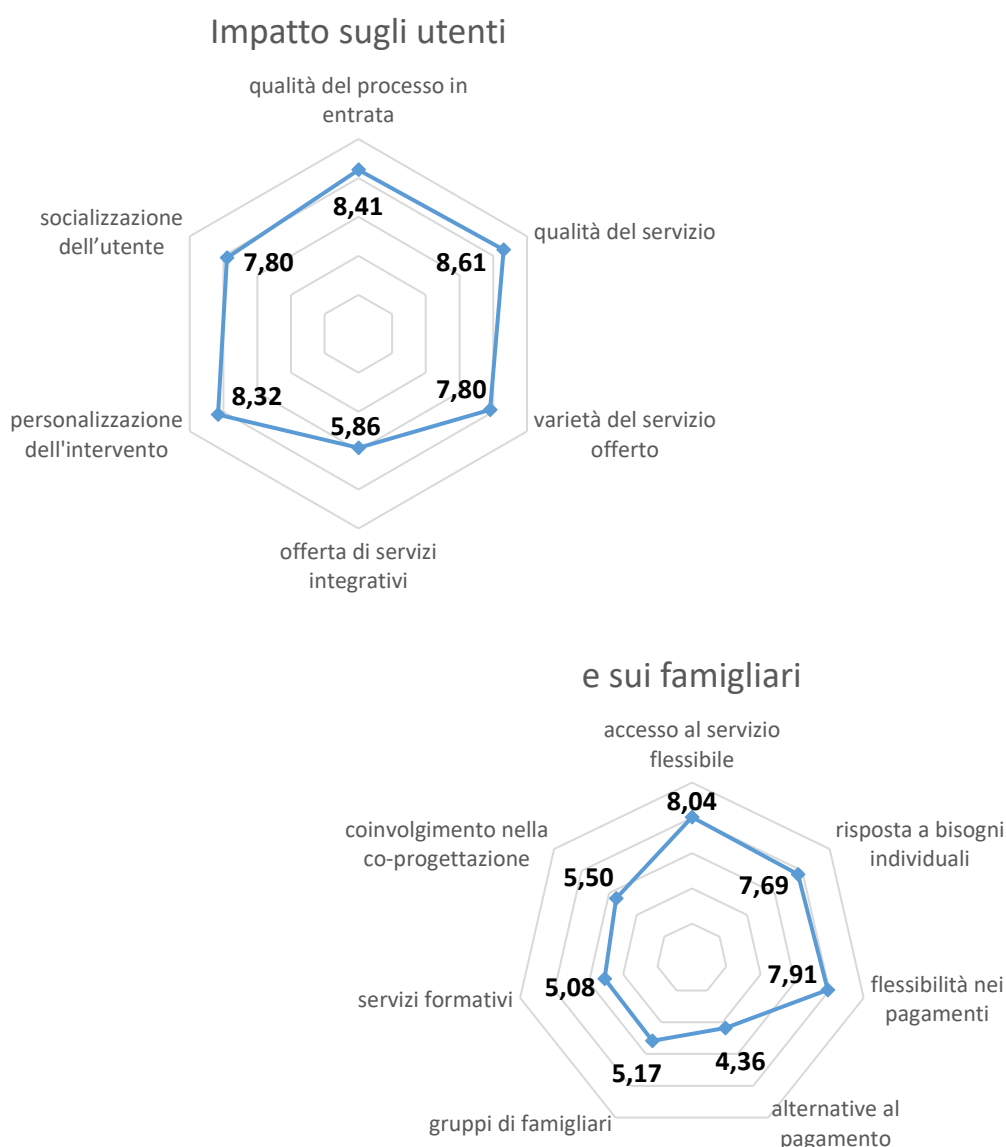 Impatto sugli utenti
qualità del processo in
entrata
8,41
socializzazione
dell’utente
7,80
8,61
qualità del servizio
personalizzazione
dell'intervento
8,32
5,86
7,80
varietà del servizio
offerto
offerta di servizi
integrativi
e sui famigliari
accesso al servizio
flessibile
8,04
coinvolgimento nella
co-progettazione
5,50
7,69
risposta a bisogni
individuali
servizi formativi
5,08
7,91
flessibilità nei
pagamenti
5,17
4,36
gruppi di famigliari
alternative al
pagamento